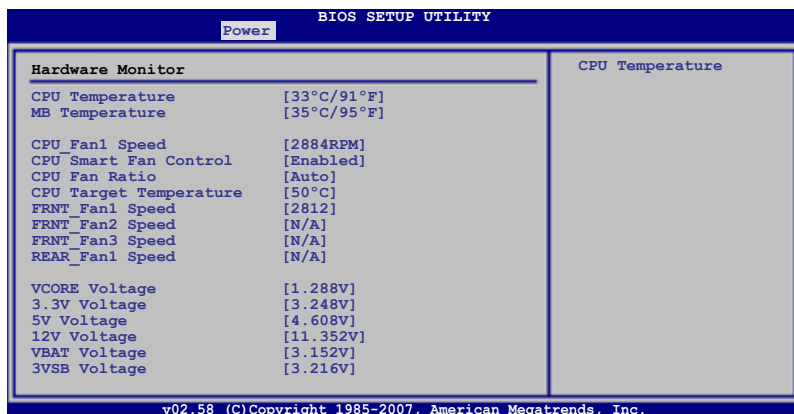 BIOS SETUP UTILITY
Power
Hardware Monitor
CPU Temperature [33°C/91°F]
MB Temperature [35°C/95°F]
CPU_Fan1 Speed [2884RPM]
CPU Smart Fan Control [Enabled]
CPU Fan Ratio [Auto]
CPU Target Temperature [50°C]
FRNT_Fan1 Speed [2812]
FRNT_Fan2 Speed [N/A]
FRNT_Fan3 Speed [N/A]
REAR_Fan1 Speed [N/A]
VCORE Voltage [1.288V]
3.3V Voltage [3.248V]
5V Voltage [4.608V]
12V Voltage [11.352V]
VBAT Voltage [3.152V]
3VSB Voltage [3.216V]
CPU Temperature
v02.58 (C)Copyright 1985-2007, American Megatrends, Inc.